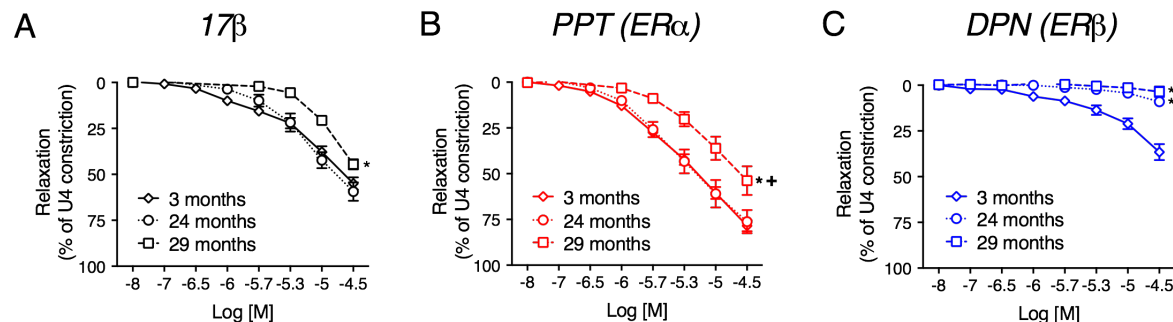 A
17β
Relaxation
(% of U4 constriction)
0
25
50
75
100
*
3 months
24 months
29 months
-8 -7 -6.5 -6 -5.7 -5.3 -5 -4.5
Log [M]
B
PPT (ERα)
Relaxation
(% of U4 constriction)
0
25
50
75
100
*+
3 months
24 months
29 months
-8 -7 -6.5 -6 -5.7 -5.3 -5 -4.5
Log [M]
C
DPN (ERβ)
Relaxation
(% of U4 constriction)
0
25
50
75
100
*
*
3 months
24 months
29 months
-8 -7 -6.5 -6 -5.7 -5.3 -5 -4.5
Log [M]